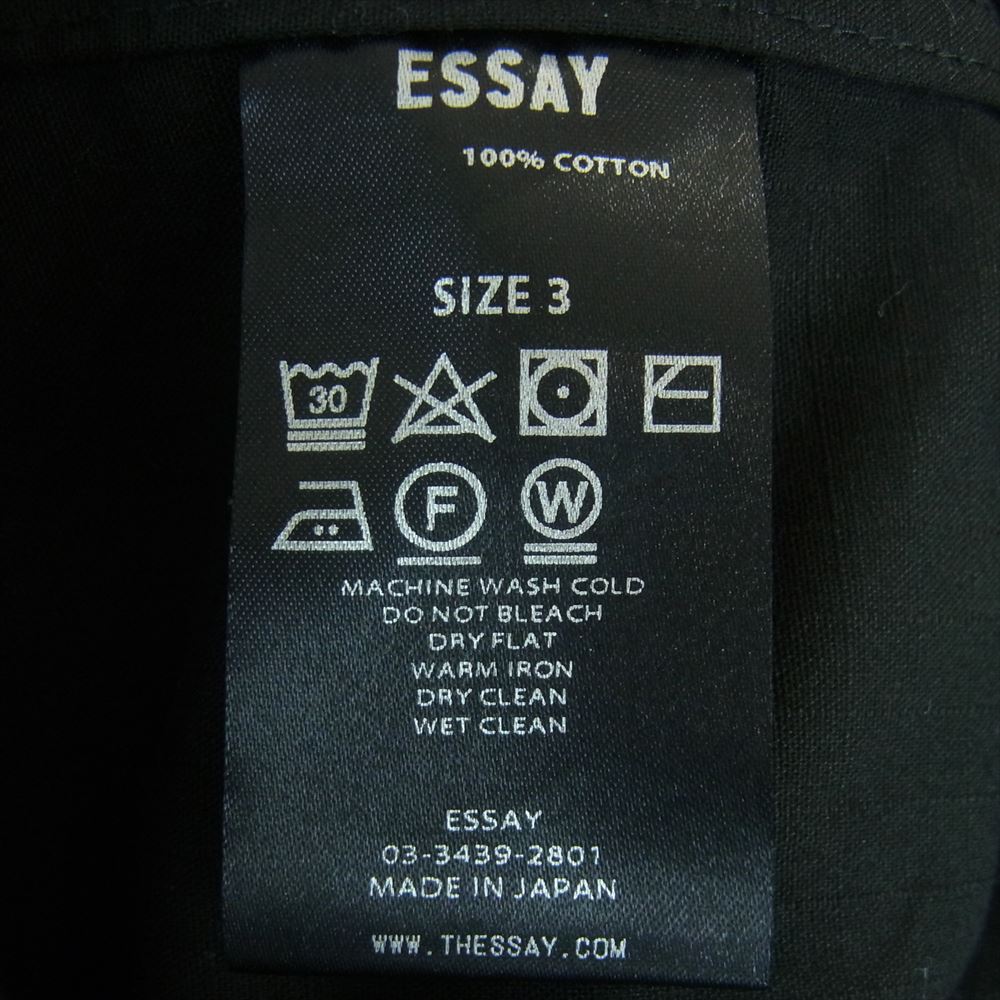 ESSAY
100% COTTON
SIZE 3
30
F W
MACHINE WASH COLD
DO NOT BLEACH
DRY FLAT
WARM IRON
DRY CLEAN
WET CLEAN
ESSAY
03-3439-2801
MADE IN JAPAN
WWW.THESSAY.COM